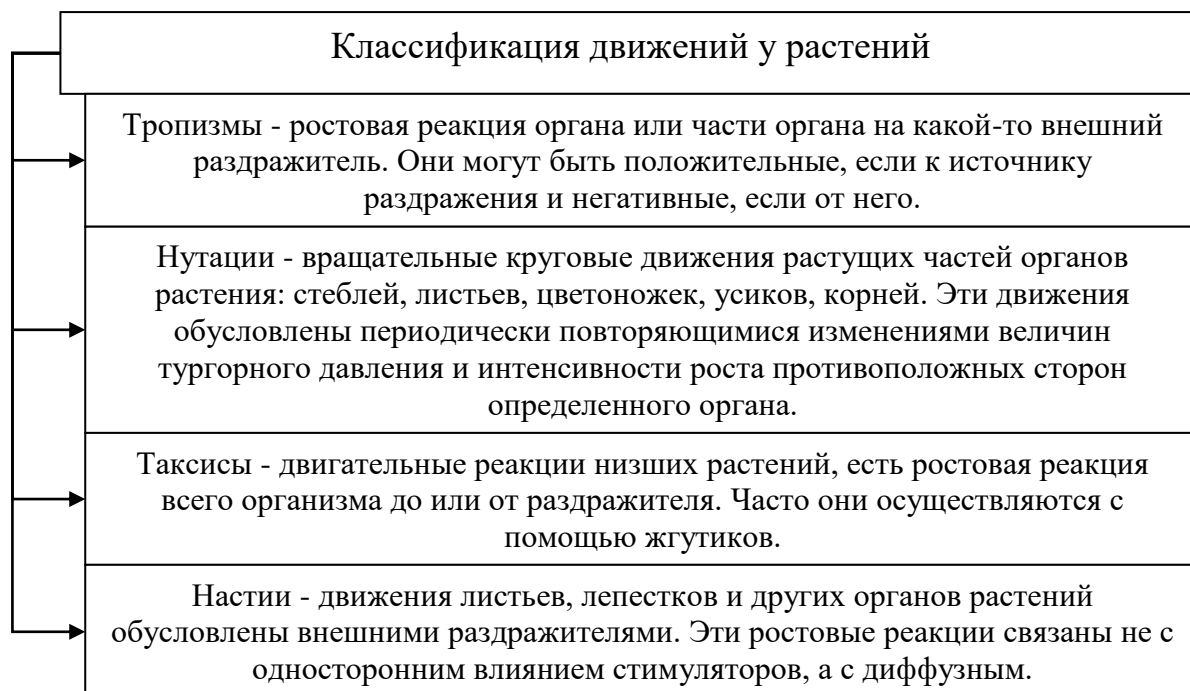 Классификация движений у растений
Тропизмы - ростовая реакция органа или части органа на какой-то внешний
раздражитель. Они могут быть положительные, если к источнику
раздражения и негативные, если от него.
Нутации - вращательные круговые движения растущих частей органов
растения: стеблей, листьев, цветоножек, усиков, корней. Эти движения
обусловлены периодически повторяющимися изменениями величин
тургорного давления и интенсивности роста противоположных сторон
определенного органа.
Таксисы - двигательные реакции низших растений, есть ростовая реакция
всего организма до или от раздражителя. Часто они осуществляются с
помощью жгутиков.
Настии - движения листьев, лепестков и других органов растений
обусловлены внешними раздражителями. Эти ростовые реакции связаны не с
односторонним влиянием стимуляторов, а с диффузным.